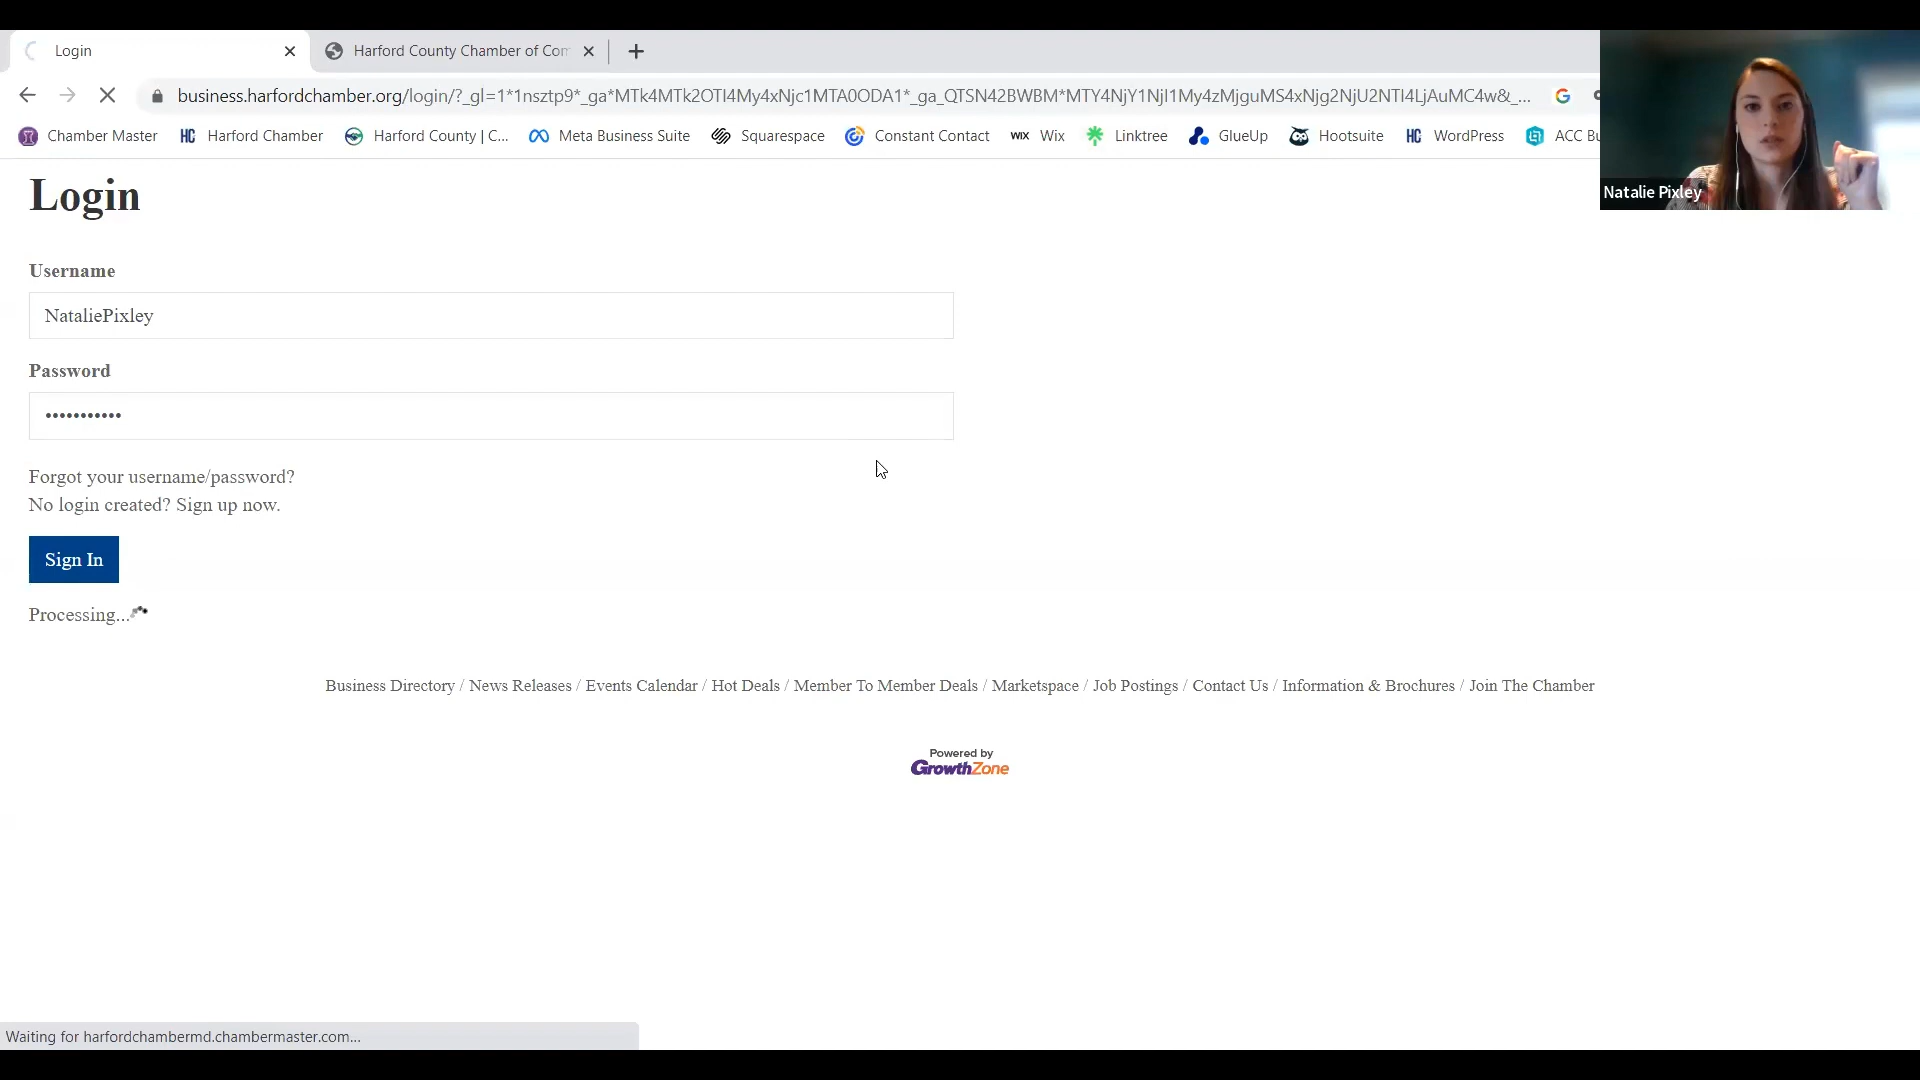 Login
Harford County Chamber of Com
business.harfordchamber.org/login/?_gl=1*1nsztp9*_ga*MTk4MTk2OTI4My4xNjc1MTA0ODA1*_ga_QTSN42BWBM*MTY4NjY1NjI1My4zMjguMS4xNjg2NjU2NTI4LjAuMC4w&_...
Chamber Master
HC Harford Chamber
Harford County | C...
Meta Business Suite
Squarespace
Constant Contact
WIX Wix
Linktree
GlueUp
Hootsuite
HC WordPress
ACC Bu
Natalie Pixley
Login
Username
NataliePixley
Password
•••••••••••
Forgot your username/password?
No login created? Sign up now.
Sign In
Processing...
Business Directory / News Releases / Events Calendar / Hot Deals / Member To Member Deals / Marketspace / Job Postings / Contact Us / Information & Brochures / Join The Chamber
Powered by
GrowthZone
Waiting for harfordchambermd.chambermaster.com...